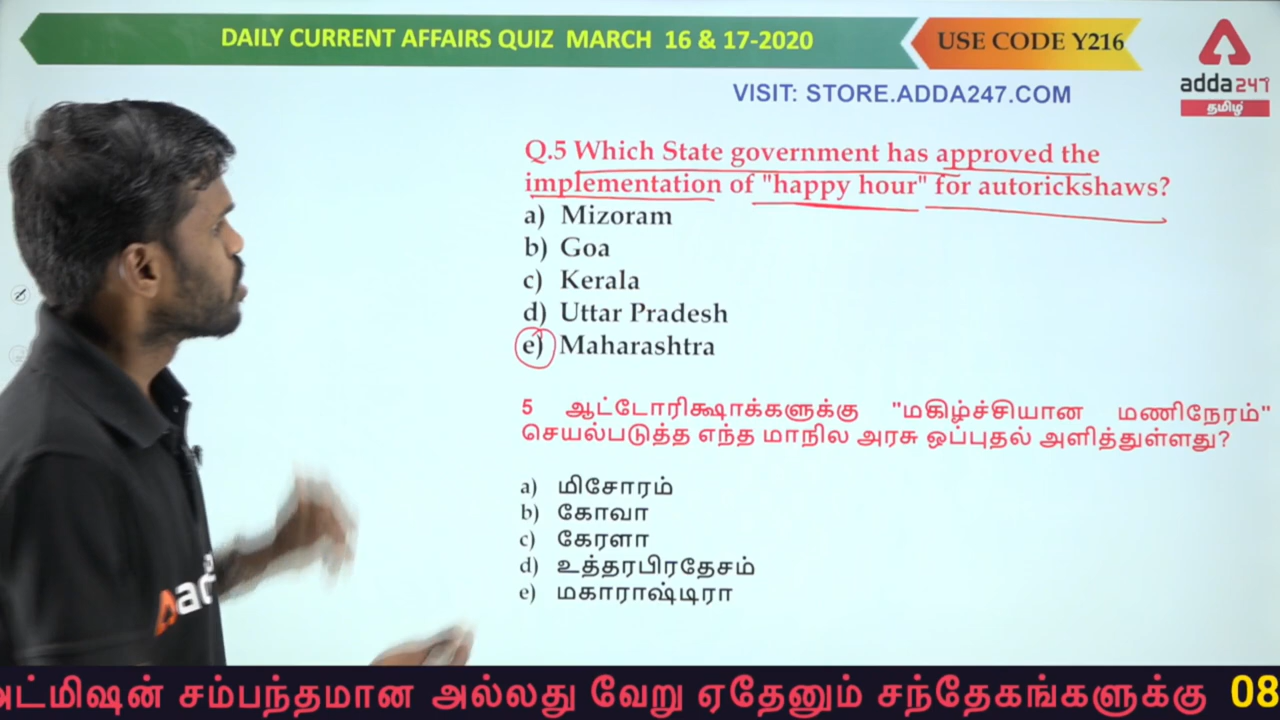 DAILY CURRENT AFFAIRS QUIZ MARCH 16 & 17-2020
USE CODE Y216
adda247
தமிழ்
VISIT: STORE.ADDA247.COM
Q.5 Which State government has approved the
implementation of "happy hour" for autorickshaws?
a) Mizoram
b) Goa
c) Kerala
d) Uttar Pradesh
e) Maharashtra
5 ஆட்டோரிக்ஷாக்களுக்கு "மகிழ்ச்சியான மணிநேரம்"
செயல்படுத்த எந்த மாநில அரசு ஒப்புதல் அளித்துள்ளது?
a) மிசோரம்
b) கோவா
c) கேரளா
d) உத்தரபிரதேசம்
e) மகாராஷ்டிரா
சம்பந்தமான அல்லது வேறு ஏதேனும் சந்தேகங்களுக்கு 08